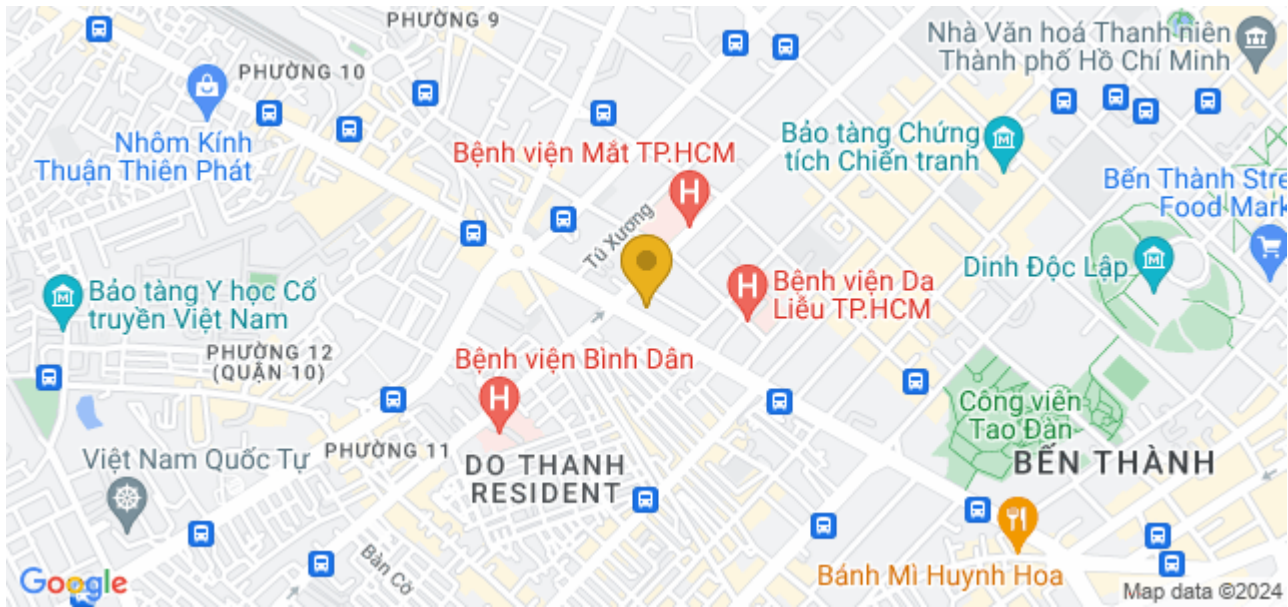 PHƯỜNG 9
Nhà Văn hoá Thanh niên
Thành phố Hồ Chí Minh
PHƯỜNG 10
Nhôm Kính
Thuận Thiên Phát
Bệnh viện Mắt TP.HCM
Bảo tàng Chứng
tích Chiến tranh
Bến Thành Stre
Food Mark
Tú Xương
Dinh Độc Lập
Bệnh viện Da
Liễu TP.HCM
Bảo tàng Y học Cổ
truyền Việt Nam
PHƯỜNG 12
(QUẬN 10)
Bệnh viện Bình Dân
Công viên
Tao Đàn
BẾN THÀNH
PHƯỜNG 11
Việt Nam Quốc Tự
DO THANH
RESIDENT
Bàn Cờ
Bánh Mì Huynh Hoa
Google
Map data ©2024